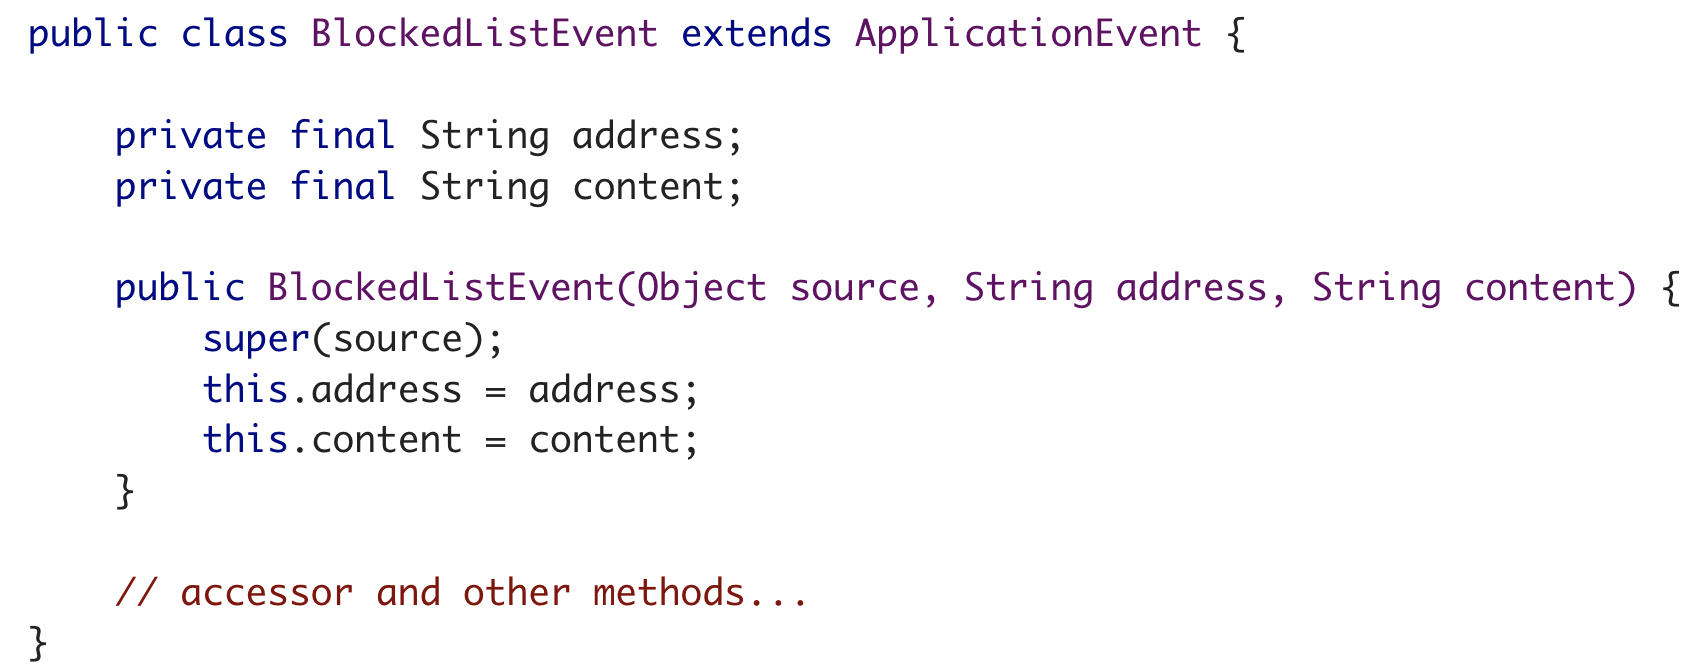 public class BlockedListEvent extends ApplicationEvent {
private final String address;
private final String content;
public BlockedListEvent(Object source, String address, String content) {
super(source);
this.address = address;
this.content = content;
}
// accessor and other methods...
}